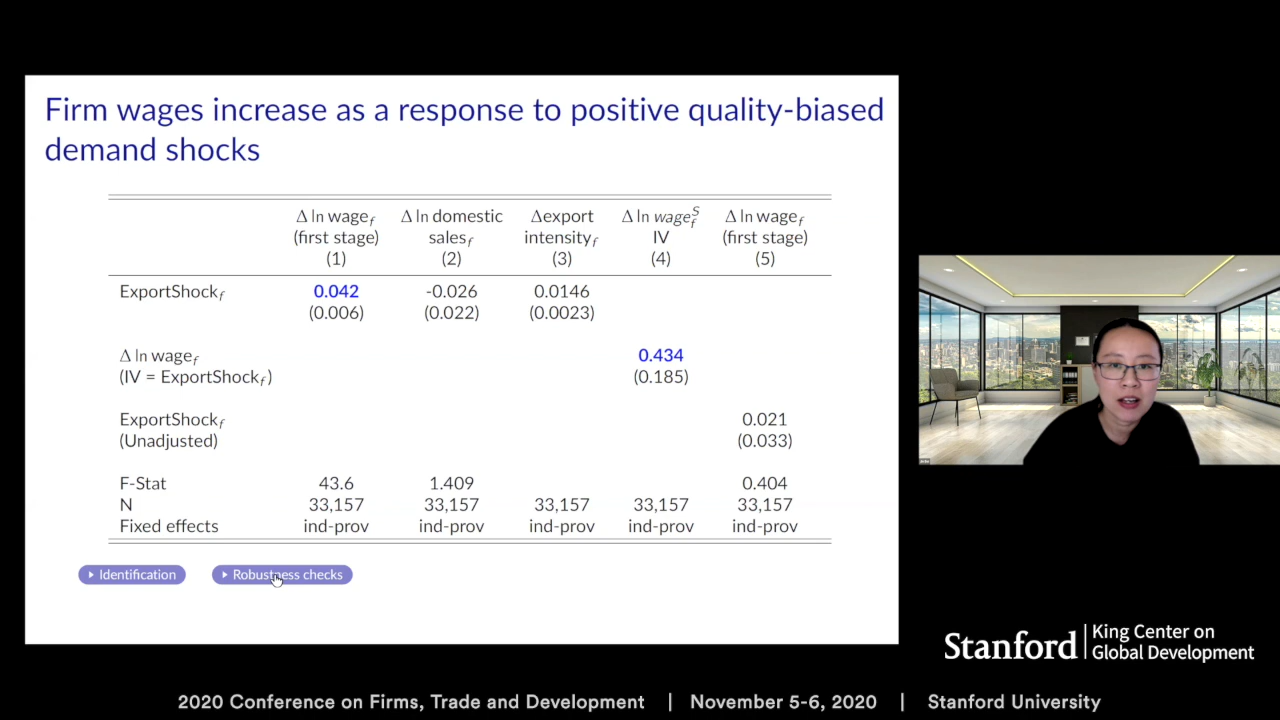 Firm wages increase as a response to positive quality-biased
demand shocks
Δ ln wage_f Δ ln domestic Δexport Δ ln wage_f^S Δ ln wage_f
(first stage) sales_f intensity_f IV (first stage)
(1) (2) (3) (4) (5)
ExportShock_f 0.042 -0.026 0.0146
(0.006) (0.022) (0.0023)
Δ ln wage_f 0.434
(IV = ExportShock_f) (0.185)
ExportShock_f 0.021
(Unadjusted) (0.033)
F-Stat 43.6 1.409 0.404
N 33,157 33,157 33,157 33,157 33,157
Fixed effects ind-prov ind-prov ind-prov ind-prov ind-prov
Identification Robustness checks
Stanford King Center on
Global Development
2020 Conference on Firms, Trade and Development | November 5-6, 2020 | Stanford University